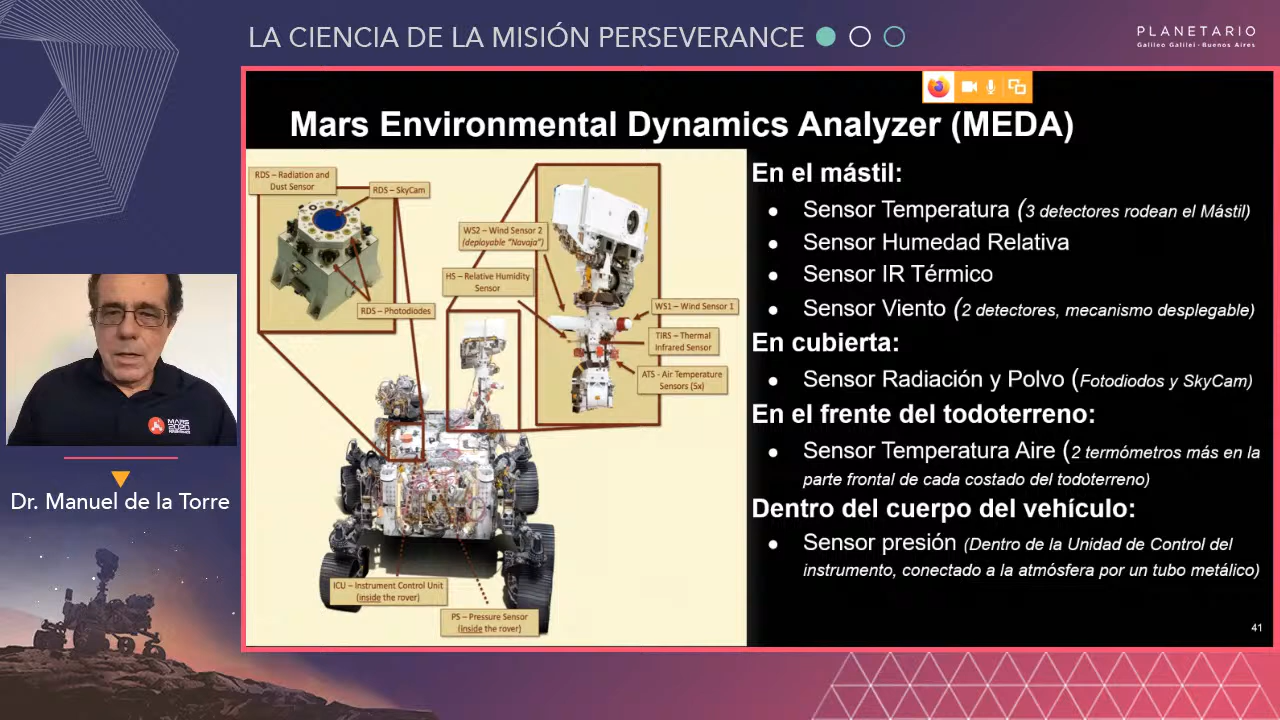 LA CIENCIA DE LA MISIÓN PERSEVERANCE
PLANETARIO
Galileo Galilei · Buenos Aires
Mars Environmental Dynamics Analyzer (MEDA)
RDS – Radiation and
Dust Sensor
RDS – SkyCam
RDS – Photodiodes
WS2 – Wind Sensor 2
(deployable "Navaja")
HS – Relative Humidity
Sensor
WS1 – Wind Sensor 1
TIRS – Thermal
Infrared Sensor
ATS - Air Temperature
Sensors (5x)
ICU – Instrument Control Unit
(inside the rover)
PS – Pressure Sensor
(inside the rover)
En el mástil:
● Sensor Temperatura (3 detectores rodean el Mástil)
● Sensor Humedad Relativa
● Sensor IR Térmico
● Sensor Viento (2 detectores, mecanismo desplegable)
En cubierta:
● Sensor Radiación y Polvo (Fotodiodos y SkyCam)
En el frente del todoterreno:
● Sensor Temperatura Aire (2 termómetros más en la
parte frontal de cada costado del todoterreno)
Dentro del cuerpo del vehículo:
● Sensor presión (Dentro de la Unidad de Control del
instrumento, conectado a la atmósfera por un tubo metálico)
41
MARS
2020
Dr. Manuel de la Torre